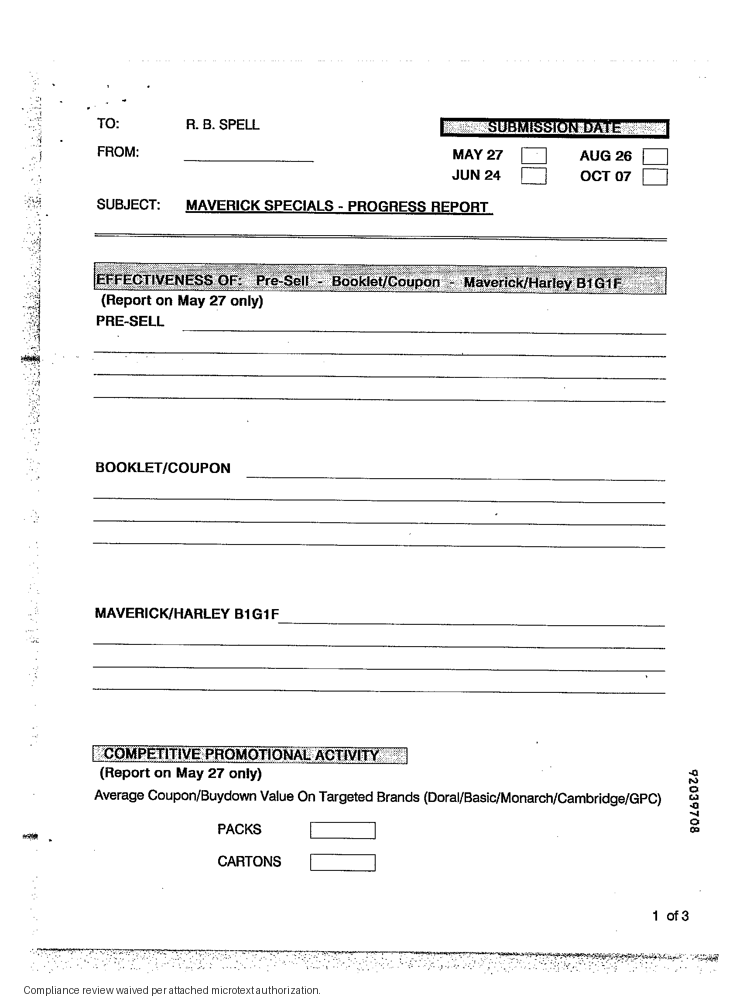 TO: R. B. SPELL
SUBMISSION DATE
FROM:
MAY 27 AUG 26
JUN 24 OCT 07
SUBJECT: MAVERICK SPECIALS - PROGRESS REPORT
EFFECTIVENESS OF: Pre-Sell - Booklet/Coupon - Maverick/Harley B1G1F
(Report on May 27 only)
PRE-SELL
BOOKLET/COUPON
MAVERICK/HARLEY B1G1F
COMPETITIVE PROMOTIONAL ACTIVITY
(Report on May 27 only)
Average Coupon/Buydown Value On Targeted Brands (Doral/Basic/Monarch/Cambridge/GPC)
PACKS
CARTONS
92039708
1 of 3
Compliance review waived per attached microtext authorization.